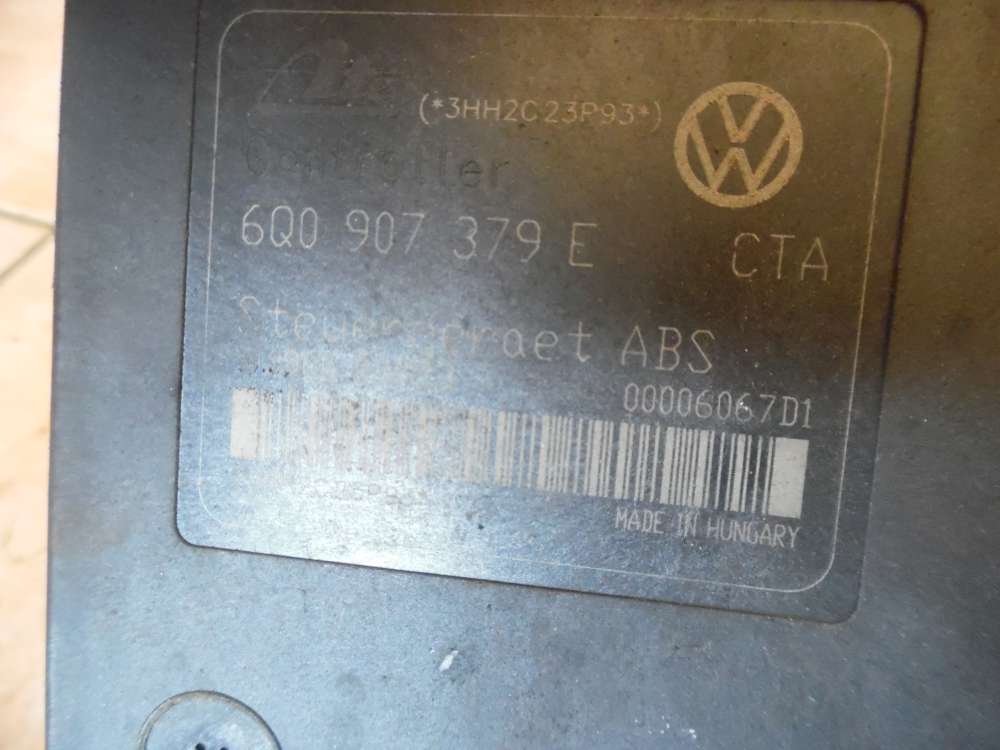 (*3HH2C23P93*)
Controller
6Q0 907 379 E CTA
Steuergeraet ABS
00006067D1
MADE IN HUNGARY